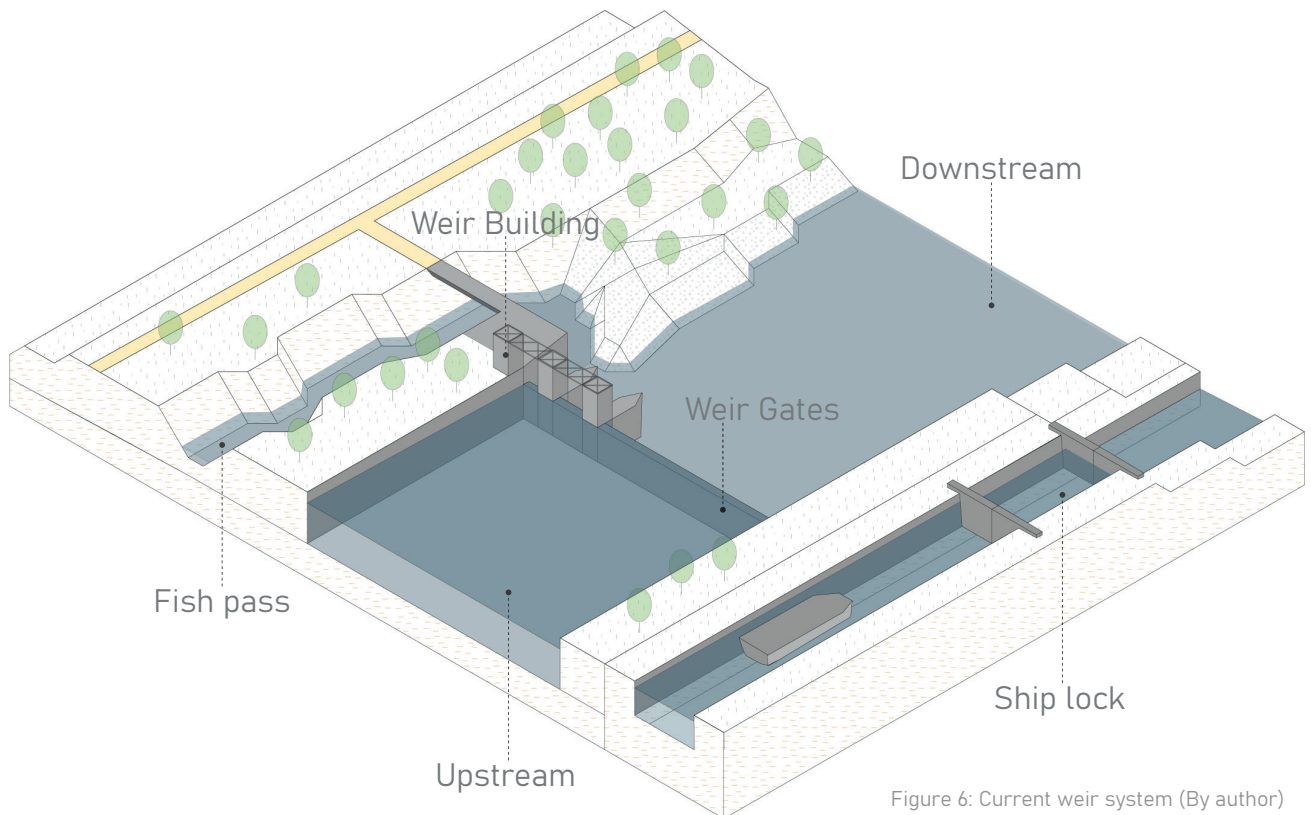 Downstream
Weir Building
Weir Gates
Fish pass
Ship lock
Upstream
Figure 6: Current weir system (By author)